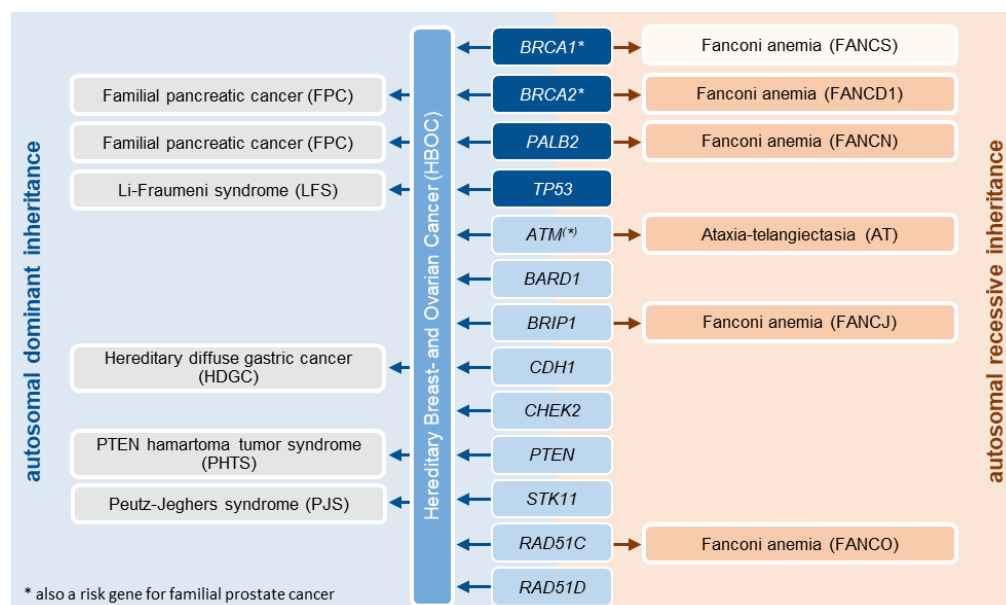 autosomal dominant inheritance
Hereditary Breast- and Ovarian Cancer (HBOC)
autosomal recessive inheritance
BRCA1*
Fanconi anemia (FANCS)
Familial pancreatic cancer (FPC)
BRCA2*
Fanconi anemia (FANCD1)
Familial pancreatic cancer (FPC)
PALB2
Fanconi anemia (FANCN)
Li-Fraumeni syndrome (LFS)
TP53
ATM(*)
Ataxia-telangiectasia (AT)
BARD1
BRIP1
Fanconi anemia (FANCJ)
Hereditary diffuse gastric cancer
(HDGC)
CDH1
CHEK2
PTEN hamartoma tumor syndrome
(PHTS)
PTEN
Peutz-Jeghers syndrome (PJS)
STK11
RAD51C
Fanconi anemia (FANCO)
RAD51D
* also a risk gene for familial prostate cancer